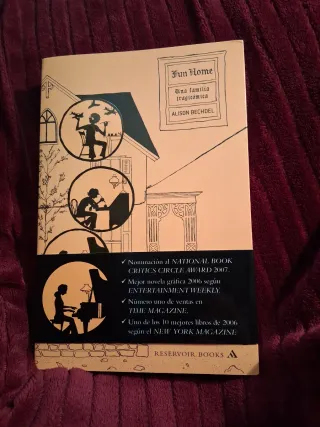 Fun Home
Una familia
tragicómica
ALISON BECHDEL
✓ Nominación al NATIONAL BOOK
CRITICS CIRCLE AWARD 2007.
✓ Mejor novela gráfica 2006 según
ENTERTAINMENT WEEKLY.
✓ Número uno de ventas en
TIME MAGAZINE.
✓ Uno de los 10 mejores libros de 2006
según el NEW YORK MAGAZINE
RESERVOIR BOOKS